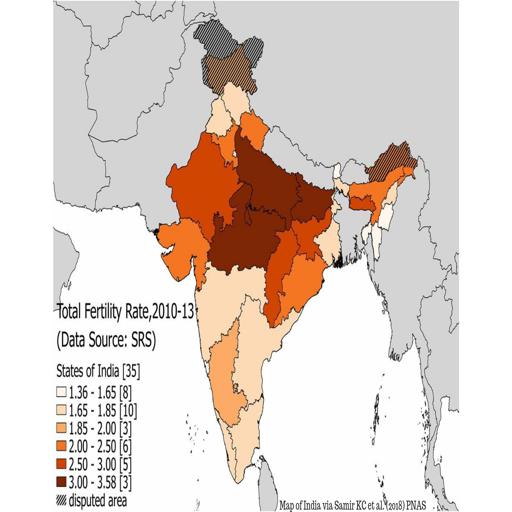 Total Fertility Rate,2010-13
(Data Source: SRS)
States of India [35]
1.36 - 1.65 [8]
1.65 - 1.85 [10]
1.85 - 2.00 [3]
2.00 - 2.50 [6]
2.50 - 3.00 [5]
3.00 - 3.58 [3]
disputed area
Map of India via Samir KC et al. (2018) PNAS